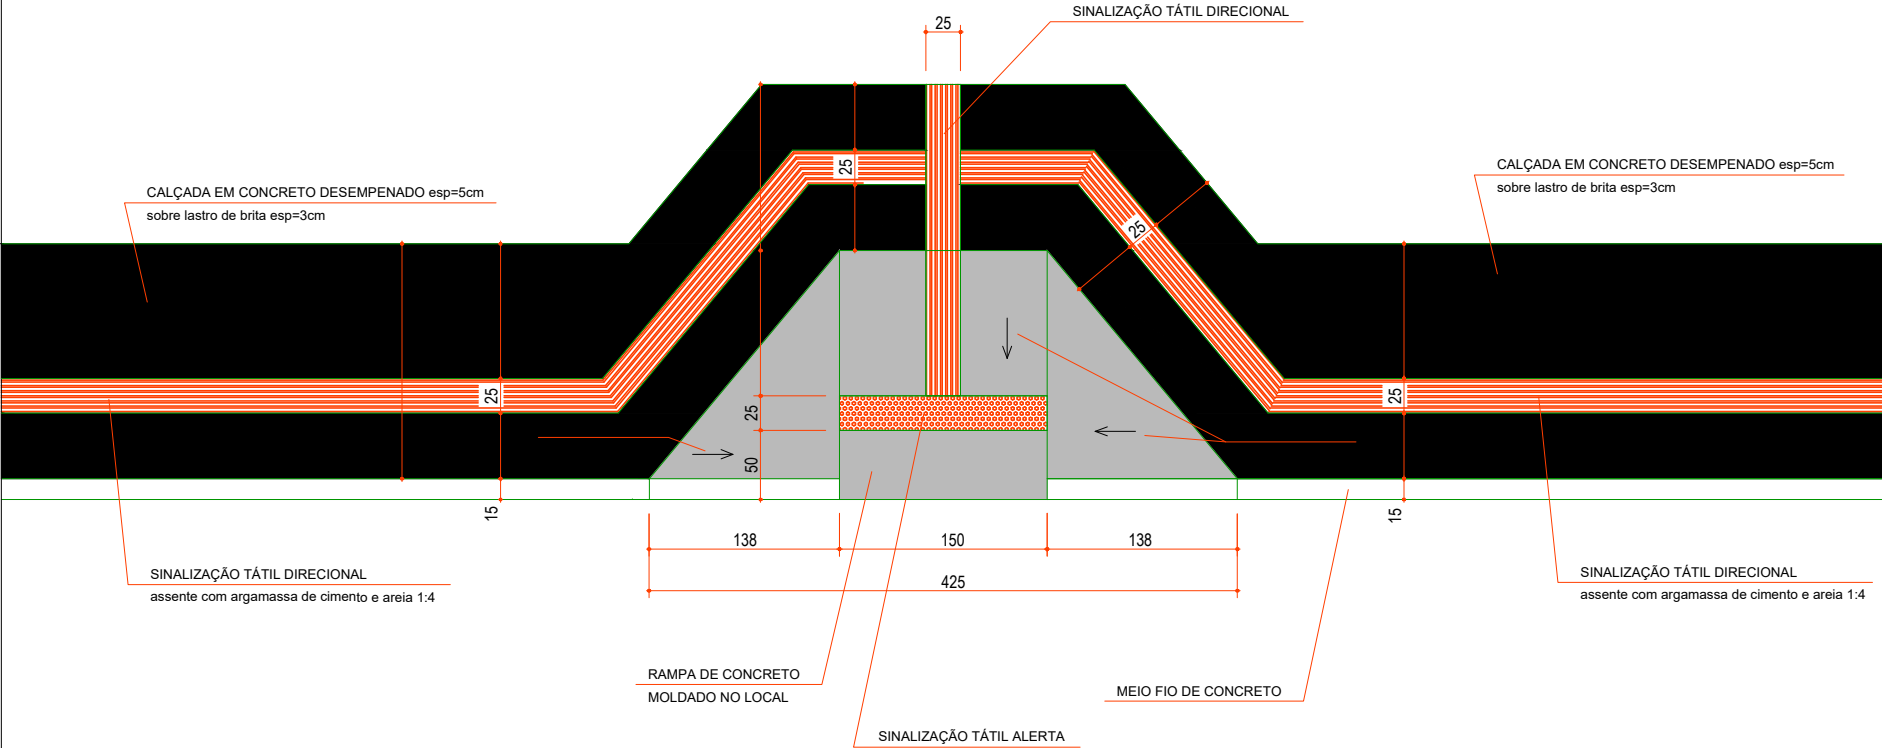 SINALIZAÇÃO TÁTIL DIRECIONAL
25
CALÇADA EM CONCRETO DESEMPENADO esp=5cm
sobre lastro de brita esp=3cm
25
25
CALÇADA EM CONCRETO DESEMPENADO esp=5cm
sobre lastro de brita esp=3cm
25
25
25
50
15
15
138
150
138
425
SINALIZAÇÃO TÁTIL DIRECIONAL
assente com argamassa de cimento e areia 1:4
SINALIZAÇÃO TÁTIL DIRECIONAL
assente com argamassa de cimento e areia 1:4
RAMPA DE CONCRETO
MOLDADO NO LOCAL
MEIO FIO DE CONCRETO
SINALIZAÇÃO TÁTIL ALERTA